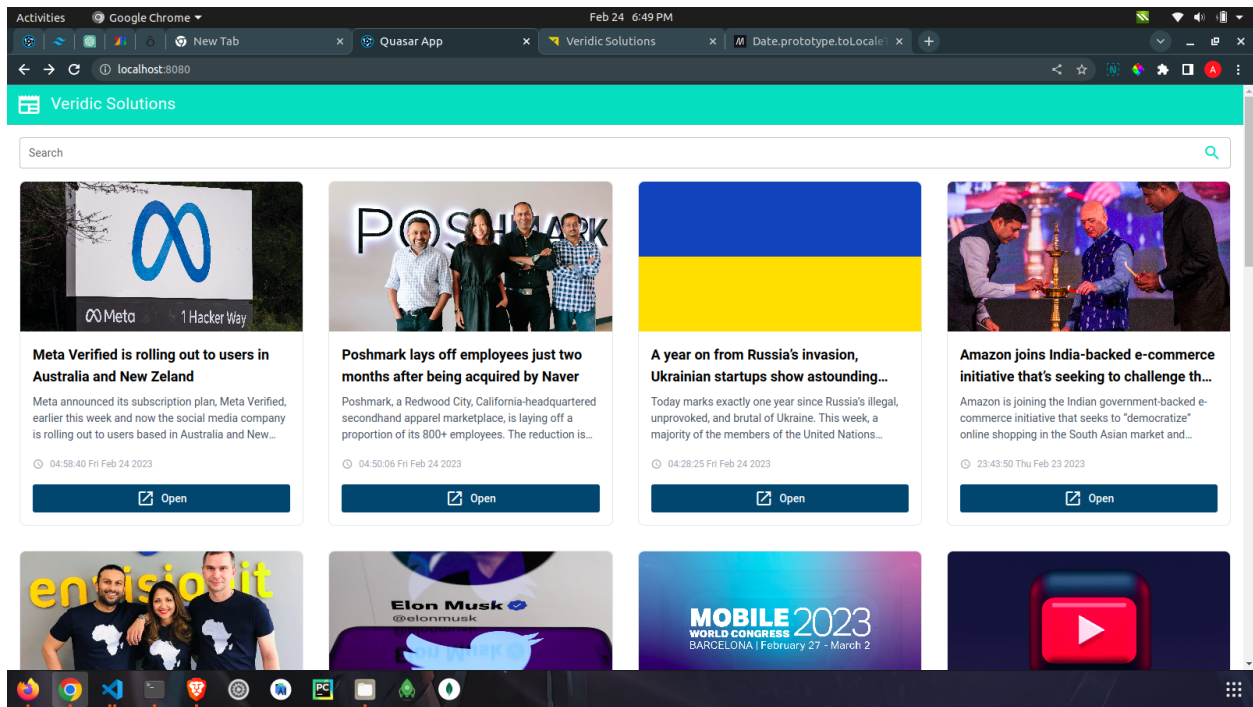 Activities
Google Chrome
Feb 24 6:49 PM
New Tab
Quasar App
Veridic Solutions
Date.prototype.toLocale
localhost:8080
A
Veridic Solutions
Search
Meta
1 Hacker Way
Meta Verified is rolling out to users in
Australia and New Zeland
Meta announced its subscription plan, Meta Verified,
earlier this week and now the social media company
is rolling out to users based in Australia and New...
04:58:40 Fri Feb 24 2023
Open
POSHMARK
Poshmark lays off employees just two
months after being acquired by Naver
Poshmark, a Redwood City, California-headquartered
secondhand apparel marketplace, is laying off a
proportion of its 800+ employees. The reduction is...
04:50:06 Fri Feb 24 2023
Open
A year on from Russia’s invasion,
Ukrainian startups show astounding...
Today marks exactly one year since Russia’s illegal,
unprovoked, and brutal of Ukraine. This week, a
majority of the members of the United Nations...
04:28:25 Fri Feb 24 2023
Open
Amazon joins India-backed e-commerce
initiative that’s seeking to challenge th...
Amazon is joining the Indian government-backed e-
commerce initiative that seeks to “democratize”
online shopping in the South Asian market and...
23:43:50 Thu Feb 23 2023
Open
envisionit
Elon Musk
@elonmusk
Elon Musk
MOBILE 2023
WORLD CONGRESS
BARCELONA | February 27 - March 2
PC